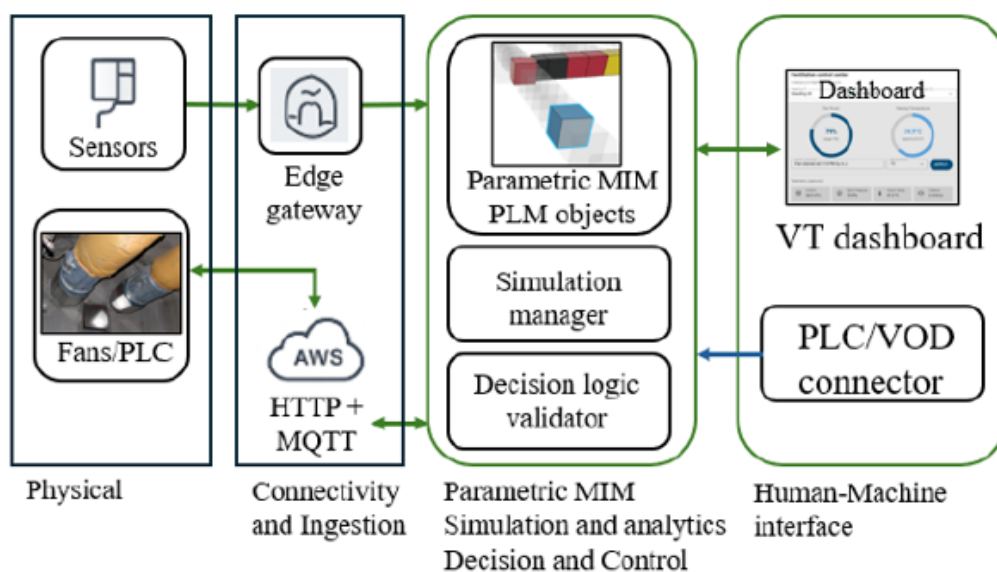 Sensors
Fans/PLC
Physical
Edge
gateway
AWS
HTTP +
MQTT
Connectivity
and Ingestion
Parametric MIM
PLM objects
Simulation
manager
Decision logic
validator
Parametric MIM
Simulation and analytics
Decision and Control
Dashboard
VT dashboard
PLC/VOD
connector
Human-Machine
interface